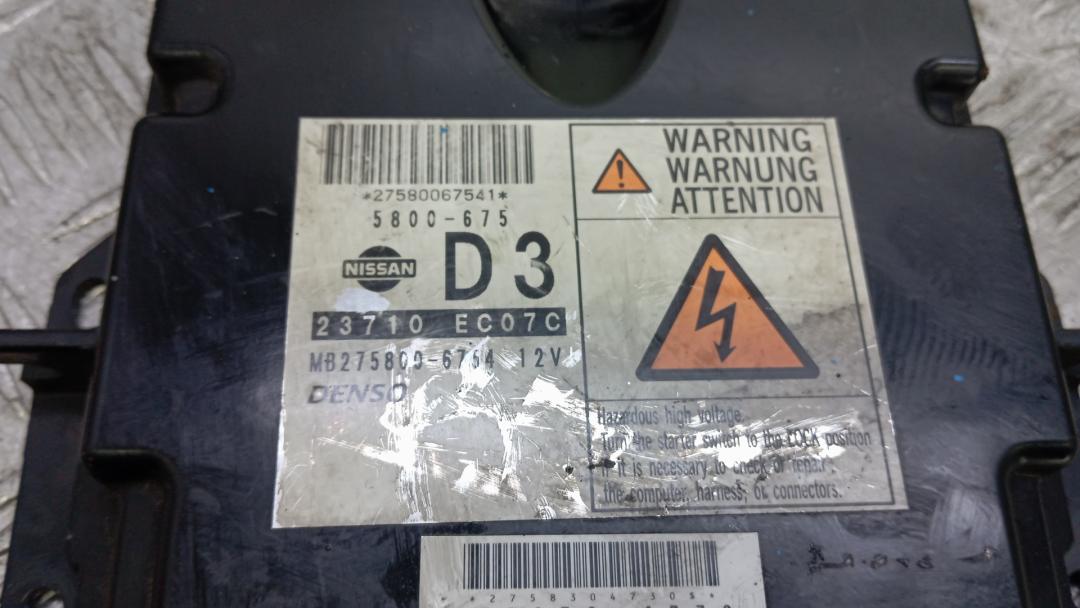 *27580067541*
5800-675
NISSAN
D3
23710 EC07C
MB275800-6754 12V
DENSO
WARNING
WARNUNG
ATTENTION
Hazardous high voltage.
Turn the starter switch to the LOCK position
if it is necessary to check or repair
the computer, harness, or connectors.
*2758304730$*